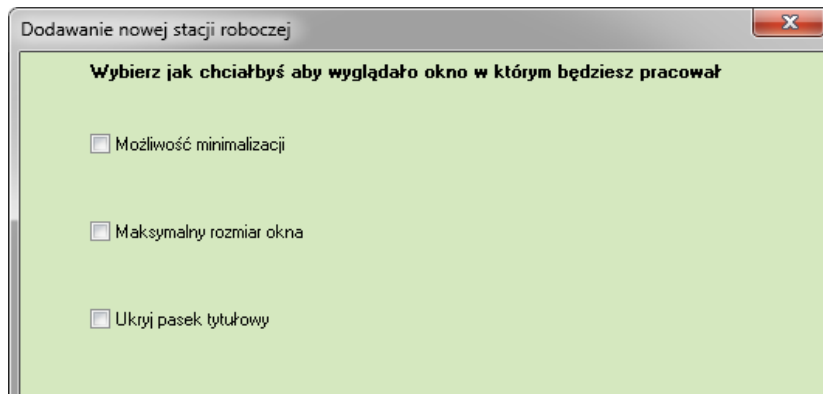 Dodawanie nowej stacji roboczej
Wybierz jak chciałbyś aby wyglądało okno w którym będziesz pracował
Możliwość minimalizacji
Maksymalny rozmiar okna
Ukryj pasek tytułowy